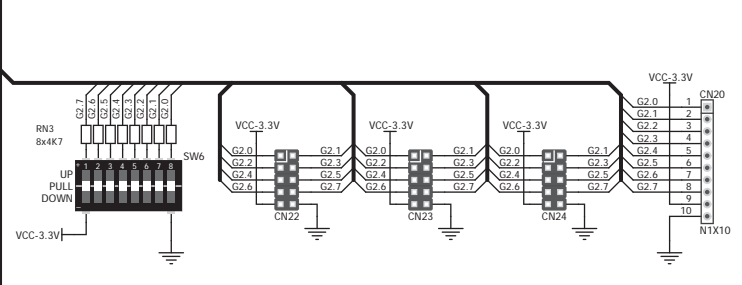 VCC-3.3V
CN20
G2.7
G2.6
G2.5
G2.4
G2.3
G2.2
G2.1
G2.0
RN3
8x4K7
SW6
UP
PULL
DOWN
+ 1 2 3 4 5 6 7 8
_
VCC-3.3V
VCC-3.3V
G2.0 G2.1
G2.2 G2.3
G2.4 G2.5
G2.6 G2.7
CN22
VCC-3.3V
G2.0 G2.1
G2.2 G2.3
G2.4 G2.5
G2.6 G2.7
CN23
VCC-3.3V
G2.0 G2.1
G2.2 G2.3
G2.4 G2.5
G2.6 G2.7
CN24
G2.0 1
G2.1 2
G2.2 3
G2.3 4
G2.4 5
G2.5 6
G2.6 7
G2.7 8
9
10
N1X10